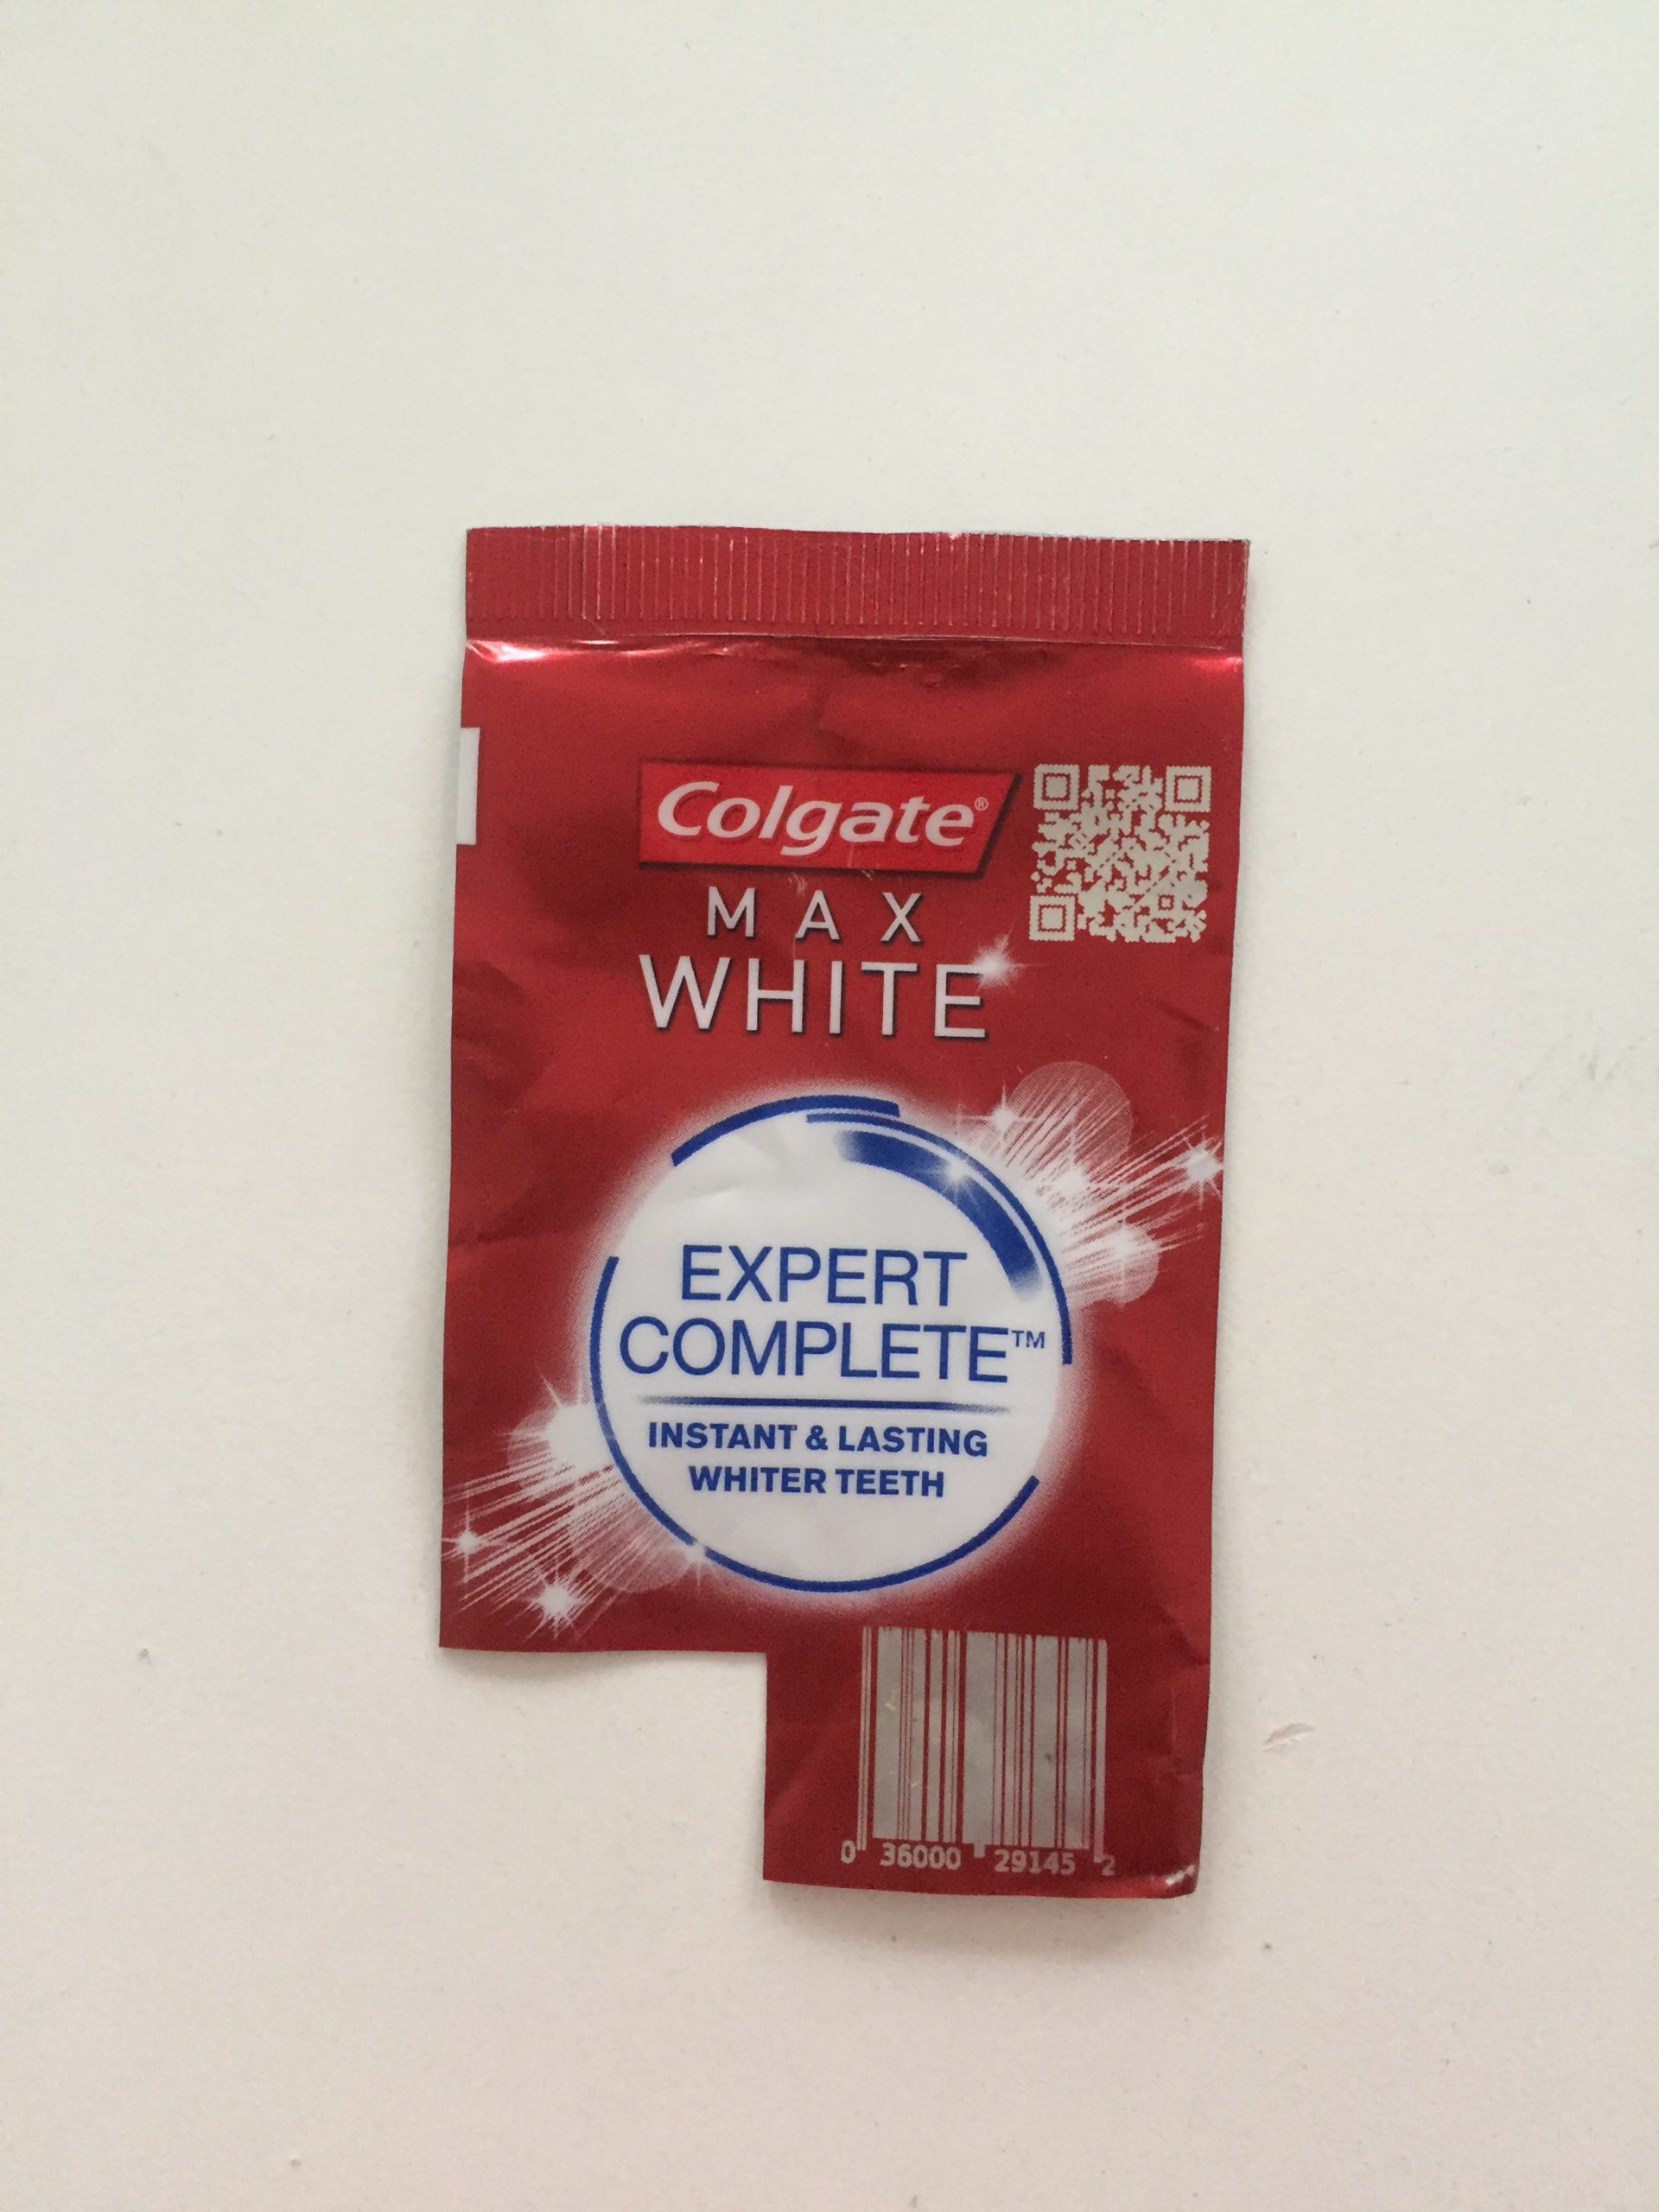 Colgate®
MAX
WHITE
EXPERT
COMPLETE™
INSTANT & LASTING
WHITER TEETH
0 36000 29145 2